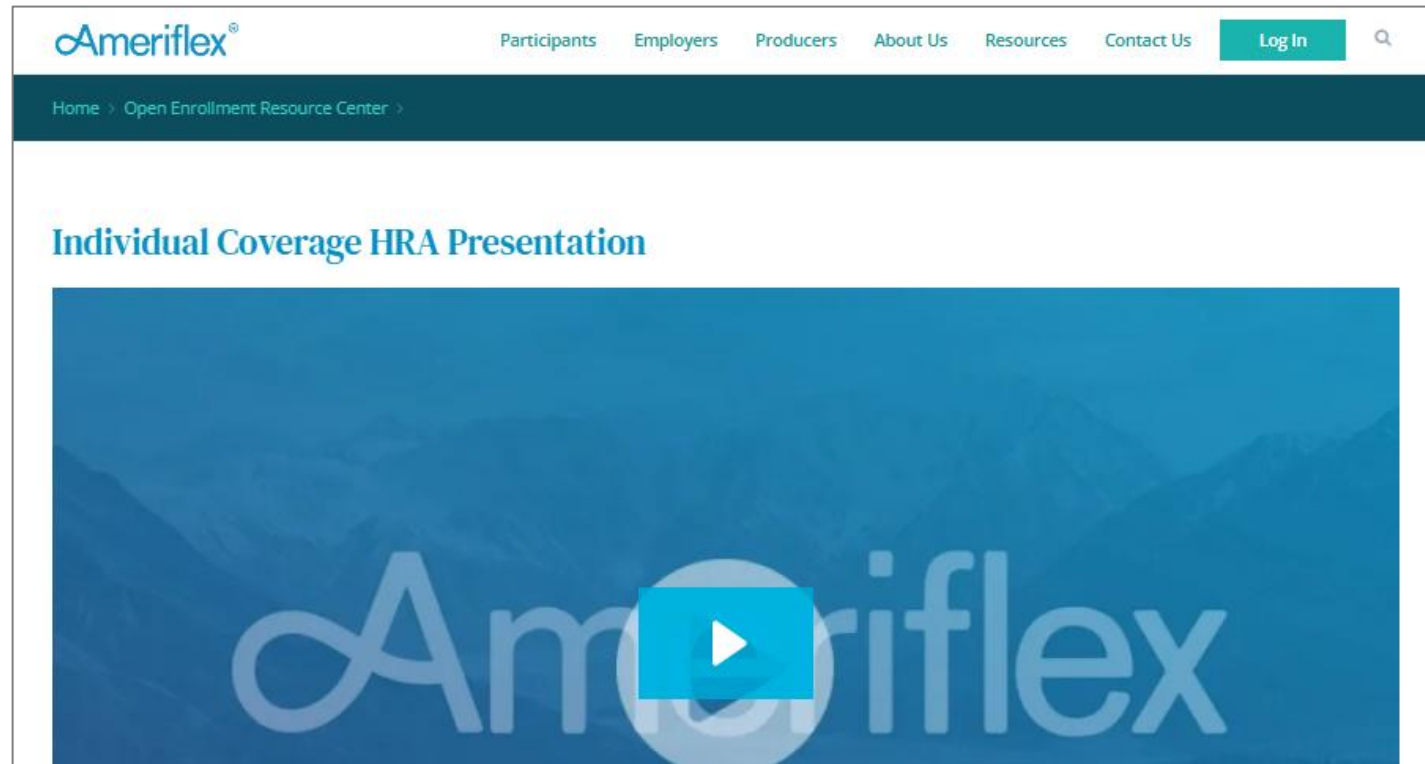 Ameriflex®
Participants Employers Producers About Us Resources Contact Us Log In
Home > Open Enrollment Resource Center >
Individual Coverage HRA Presentation
Ameriflex